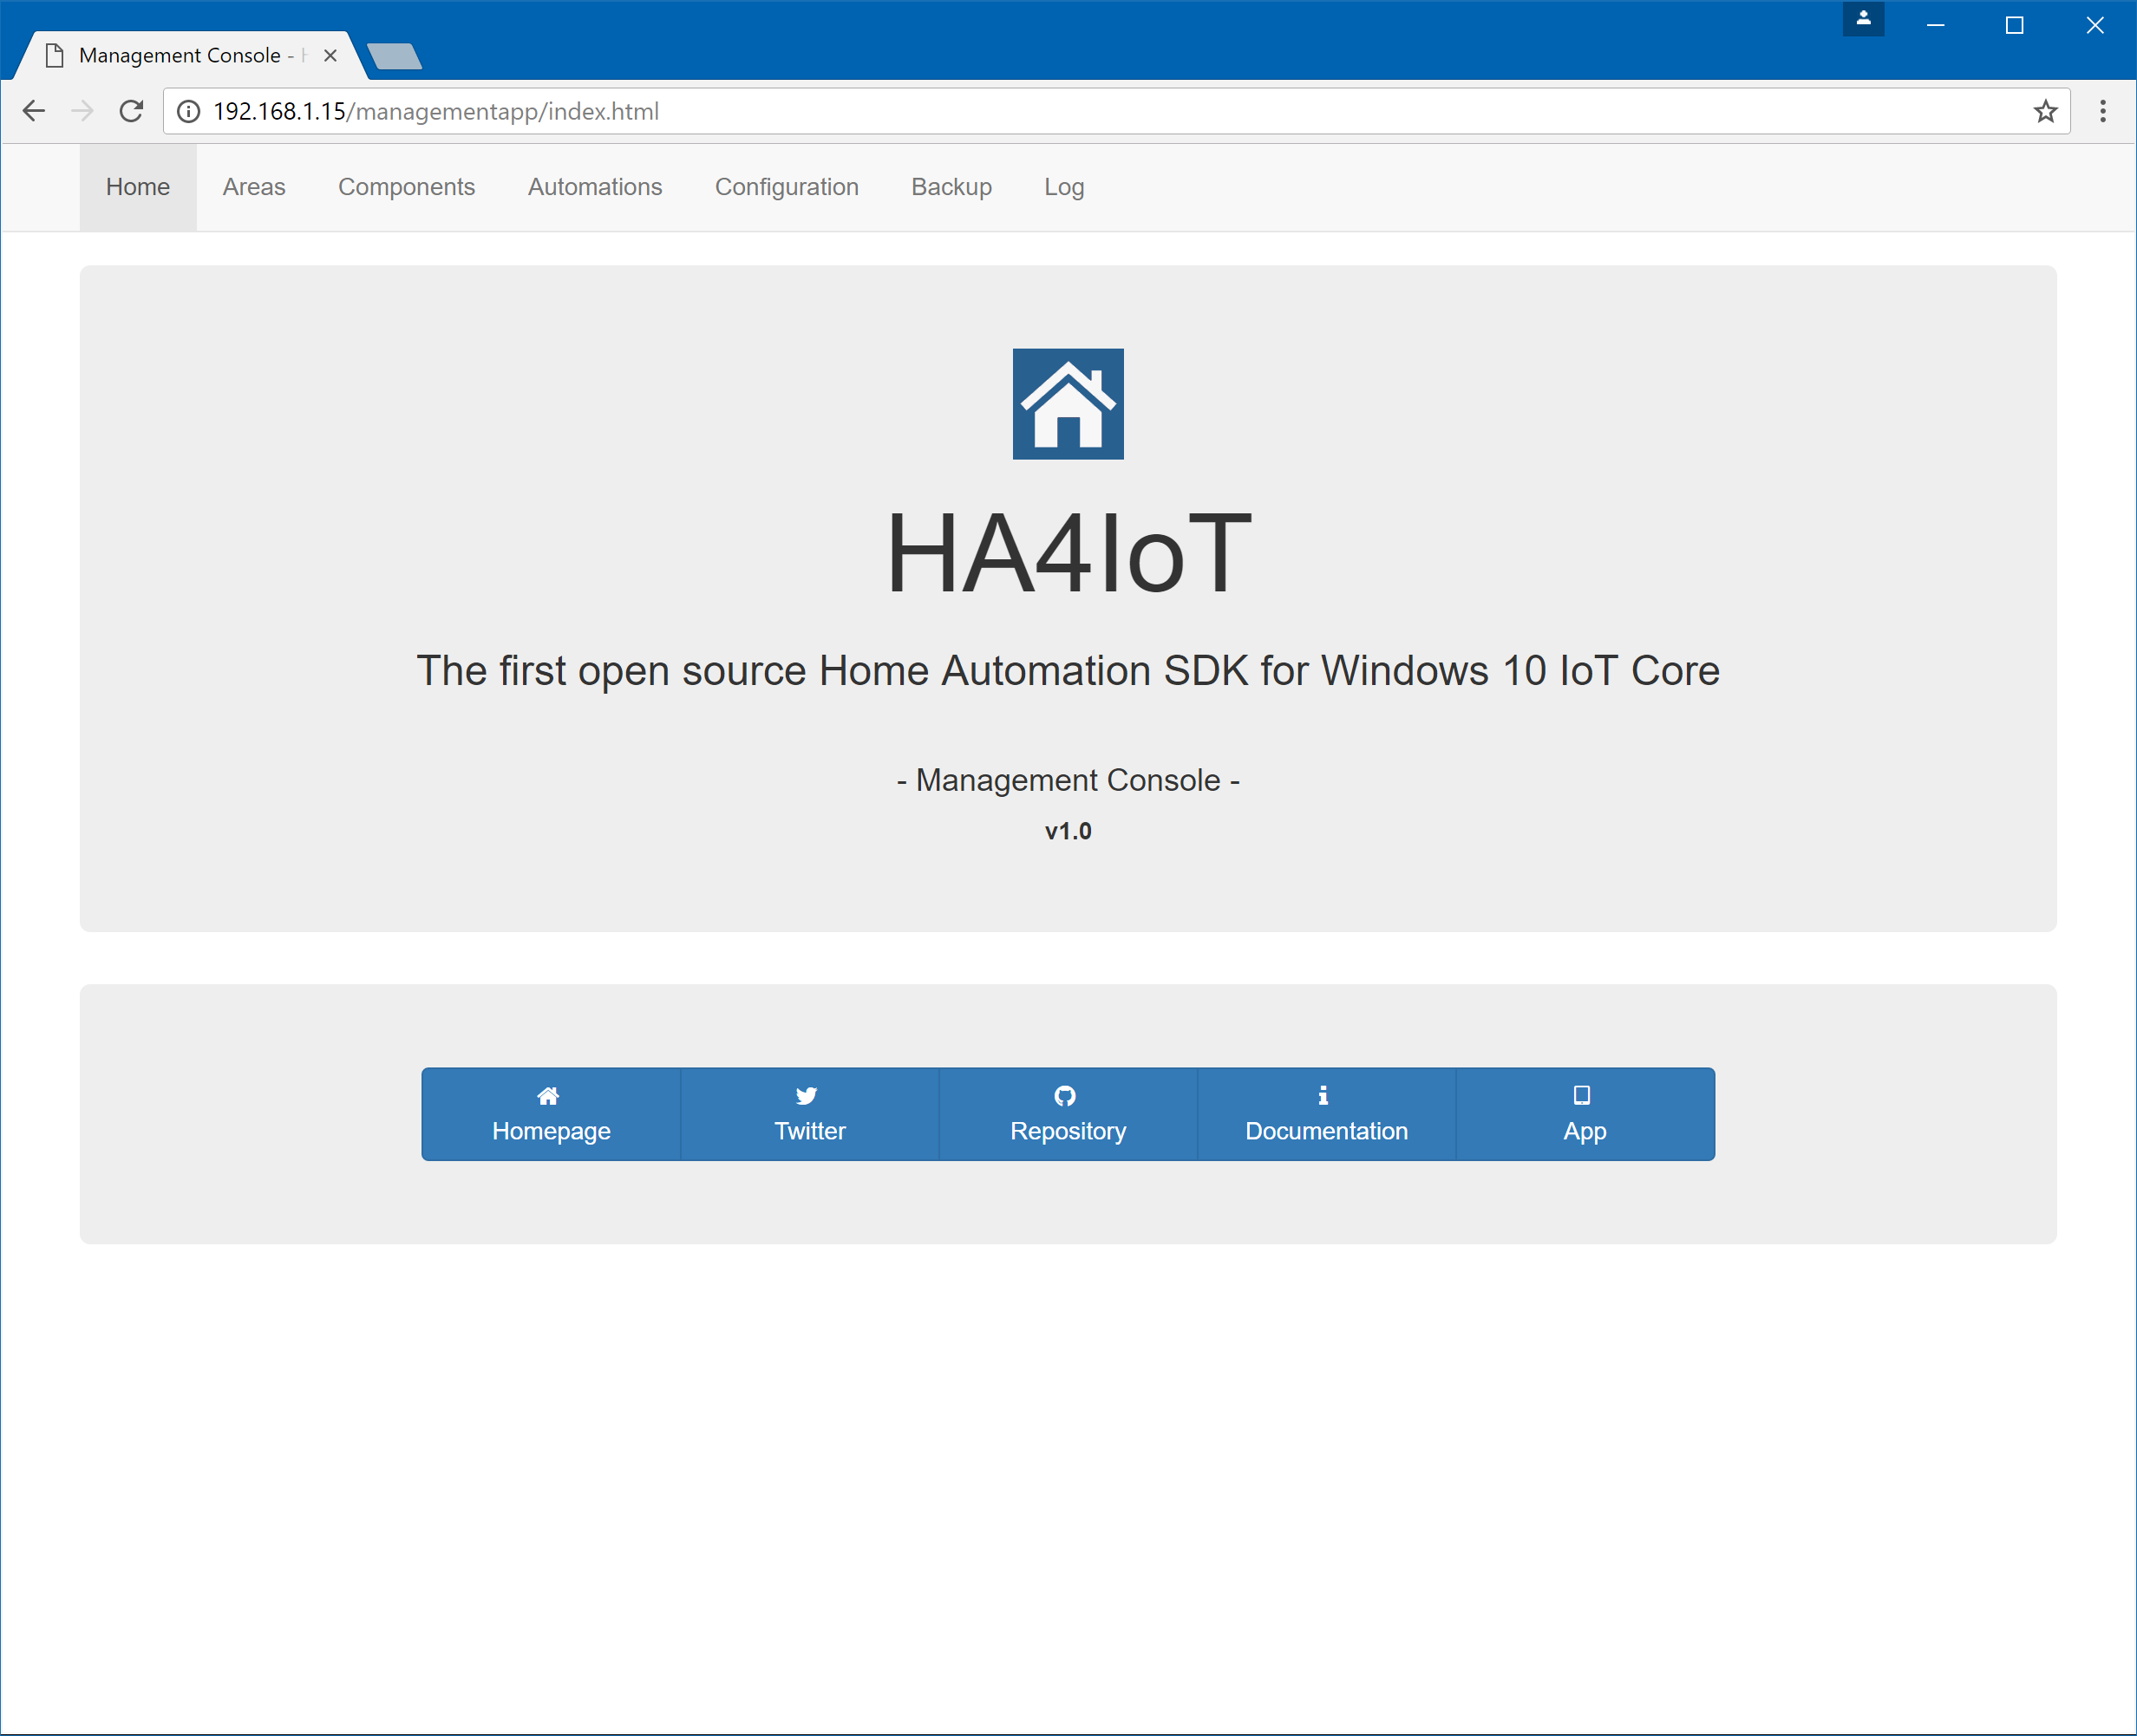 Management Console -
192.168.1.15/managementapp/index.html
Home Areas Components Automations Configuration Backup Log
HA4IoT
The first open source Home Automation SDK for Windows 10 IoT Core
- Management Console -
v1.0
Homepage Twitter Repository Documentation App